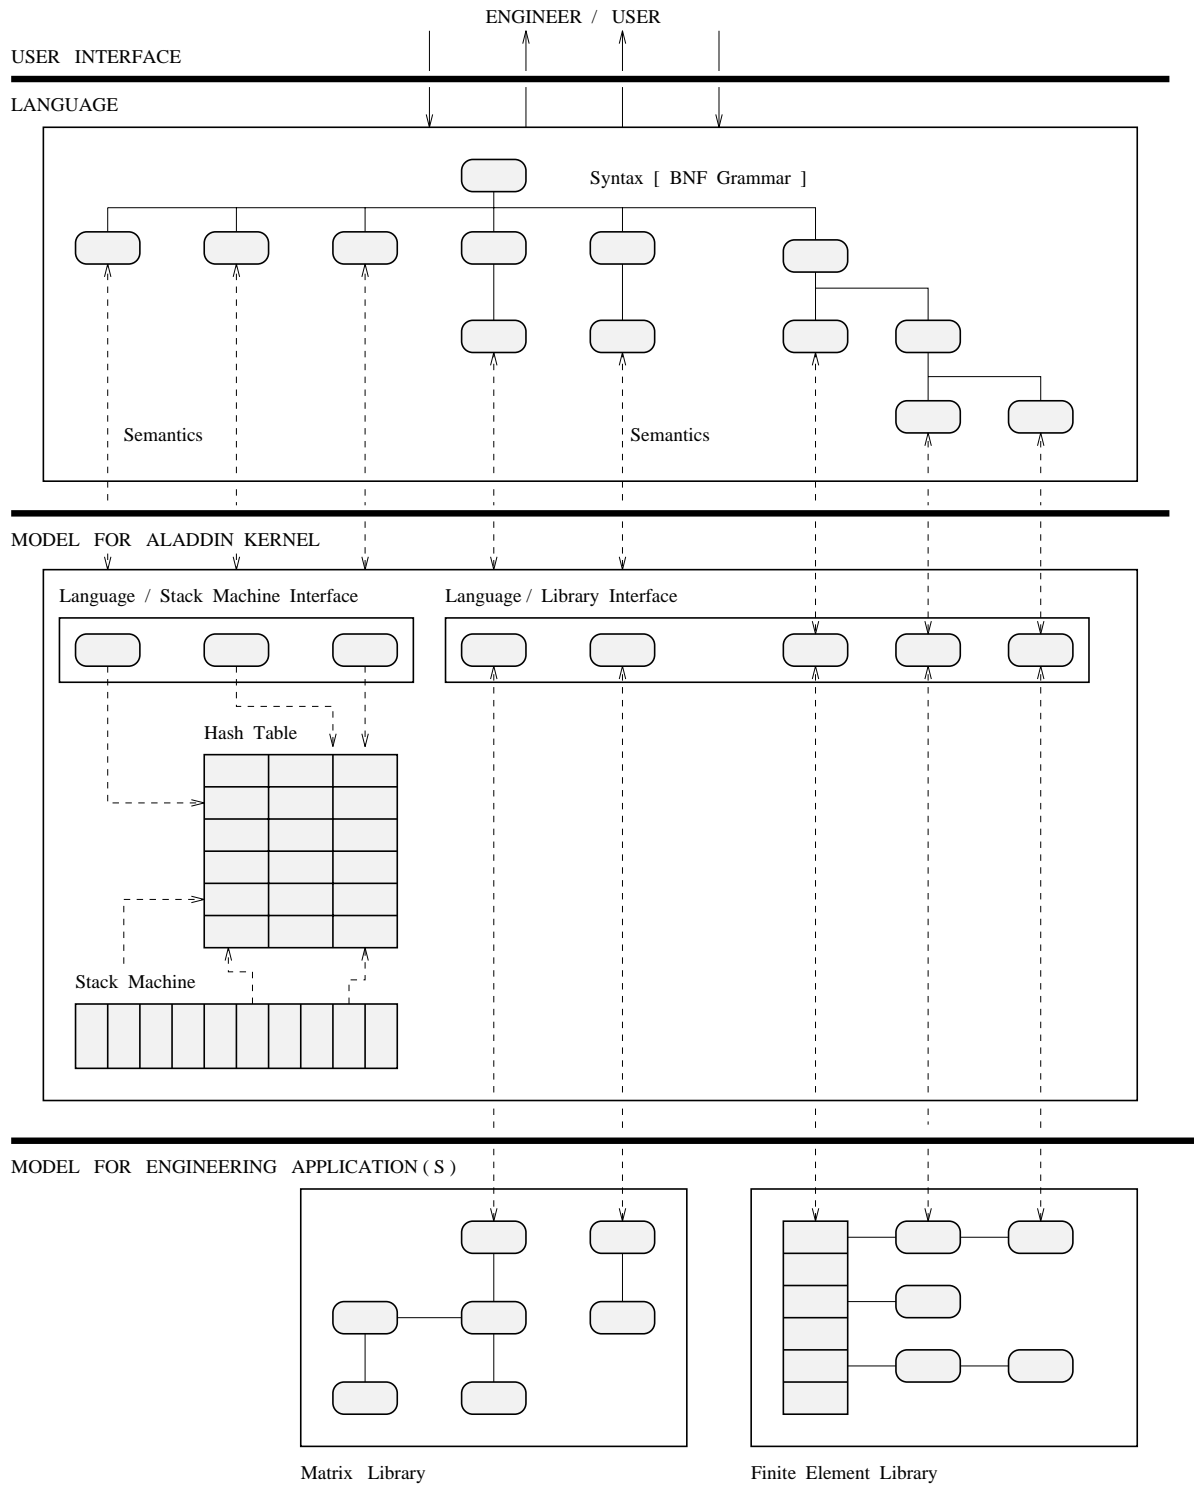 ENGINEER / USER
USER INTERFACE
LANGUAGE
Syntax [ BNF Grammar ]
Semantics
Semantics
MODEL FOR ALADDIN KERNEL
Language / Stack Machine Interface
Language / Library Interface
Hash Table
Stack Machine
MODEL FOR ENGINEERING APPLICATION ( S )
Matrix Library
Finite Element Library